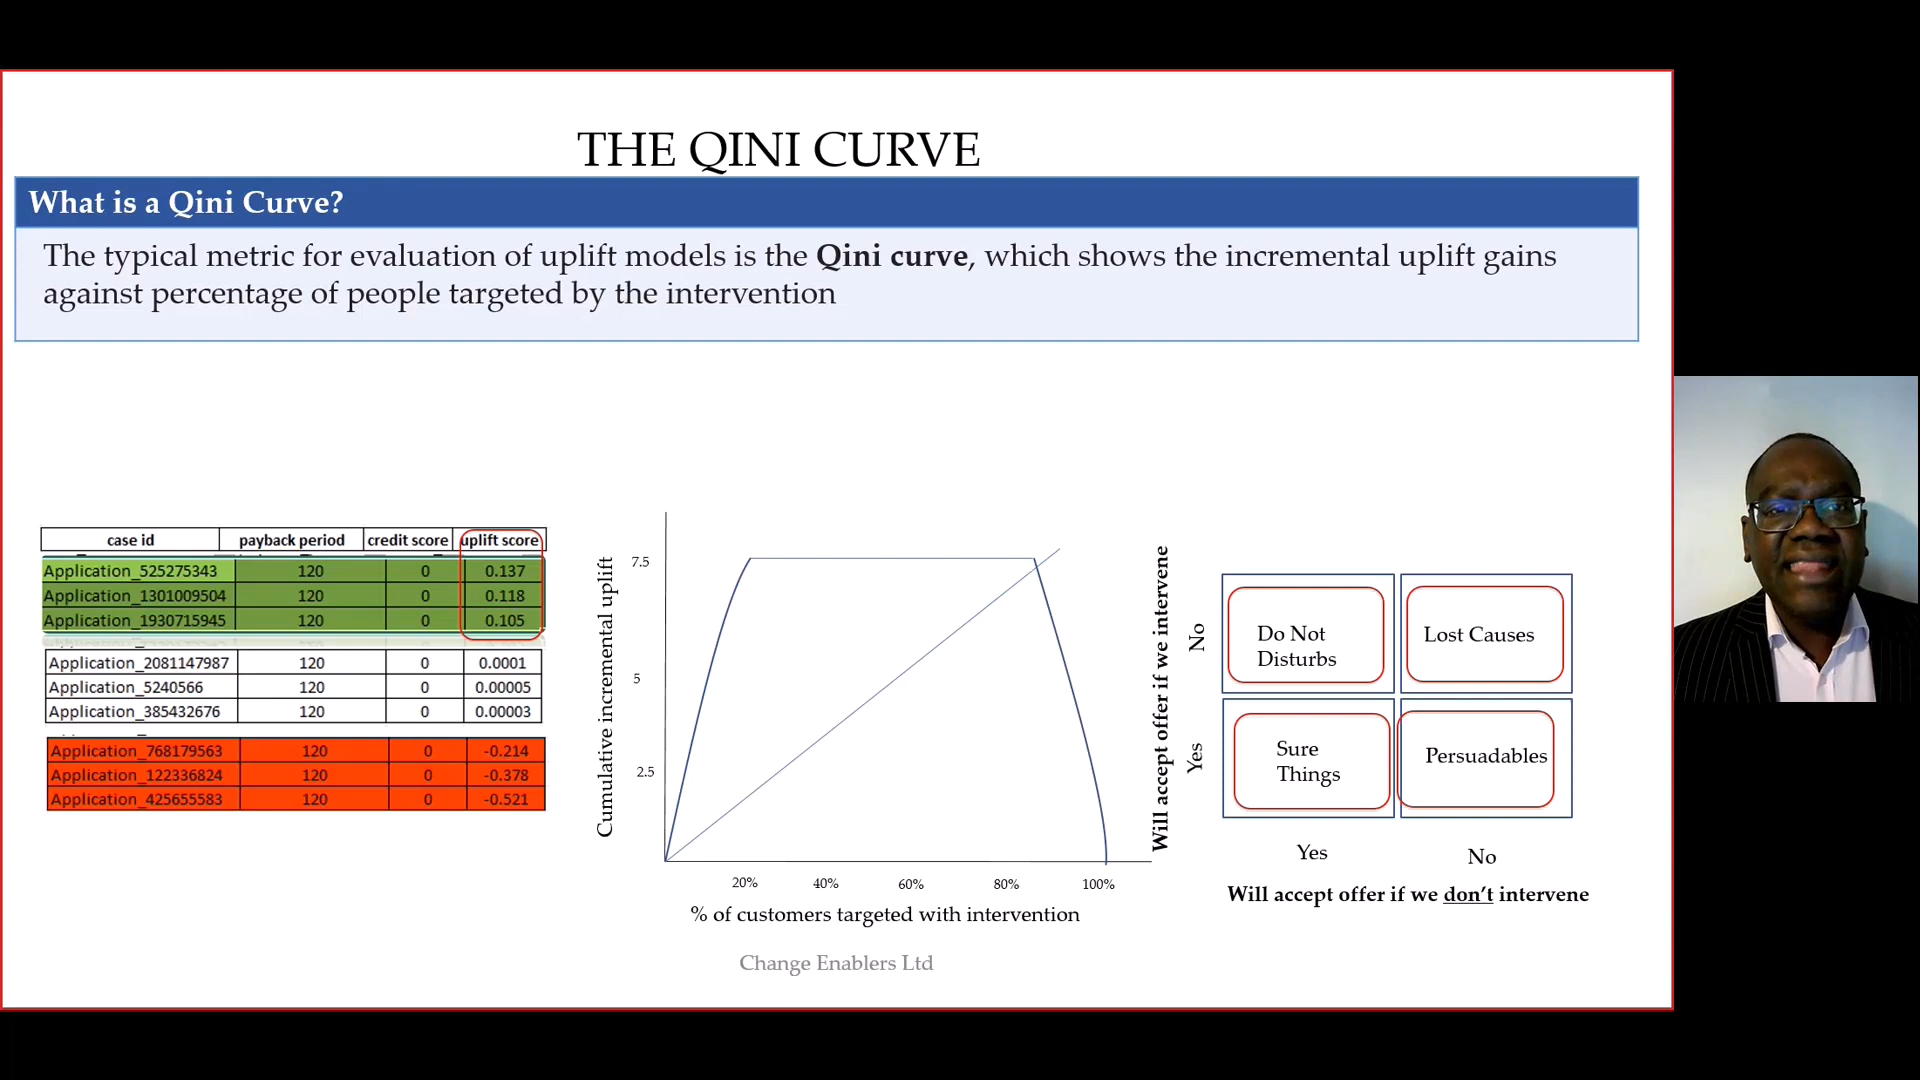 THE QINI CURVE
What is a Qini Curve?
The typical metric for evaluation of uplift models is the Qini curve, which shows the incremental uplift gains
against percentage of people targeted by the intervention
case id payback period credit score uplift score
Application_525275343 120 0 0.137
Application_1301009504 120 0 0.118
Application_1930715945 120 0 0.105
Application_2081147987 120 0 0.0001
Application_5240566 120 0 0.00005
Application_385432676 120 0 0.00003
Application_768179563 120 0 -0.214
Application_122336824 120 0 -0.378
Application_425655583 120 0 -0.521
Cumulative incremental uplift
7.5
5
2.5
20% 40% 60% 80% 100%
% of customers targeted with intervention
Will accept offer if we intervene
No
Yes
Do Not
Disturbs
Lost Causes
Sure
Things
Persuadables
Yes No
Will accept offer if we don't intervene
Change Enablers Ltd